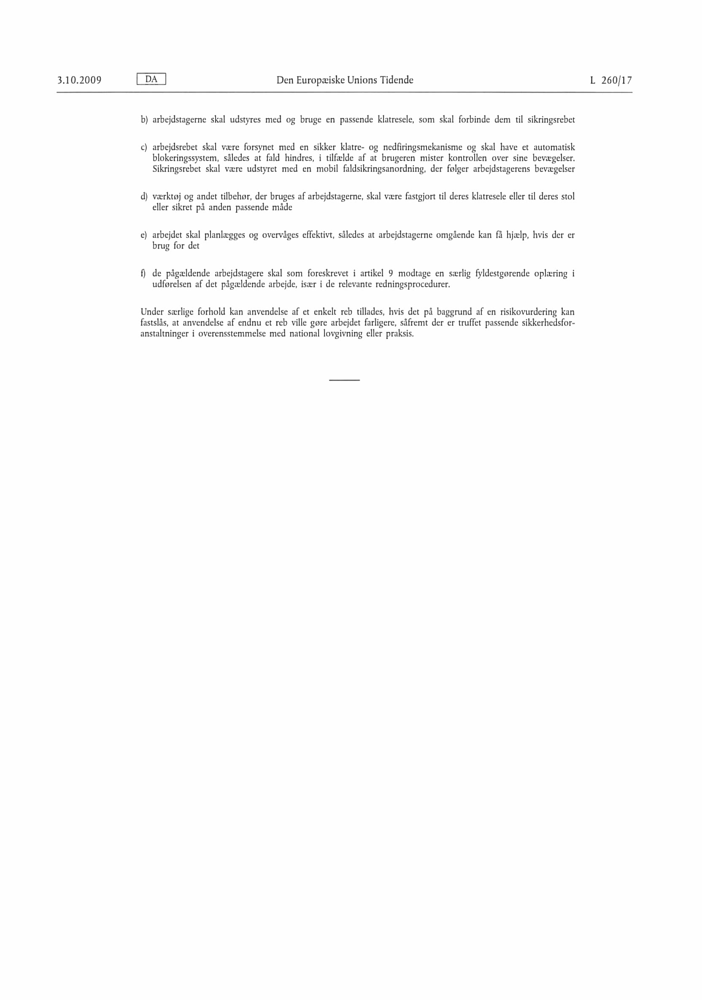 3.10.2009 DA Den Europæiske Unions Tidende L 260/17
b) arbejdstagerne skal udstyres med og bruge en passende klatresele, som skal forbinde dem til sikringsrebet
c) arbejdsrebet skal være forsynet med en sikker klatre- og nedfiringsmekanisme og skal have et automatisk
blokeringssystem, således at fald hindres, i tilfælde af at brugeren mister kontrollen over sine bevægelser.
Sikringsrebet skal være udstyret med en mobil faldsikringsanordning, der følger arbejdstagerens bevægelser
d) værktøj og andet tilbehør, der bruges af arbejdstagerne, skal være fastgjort til deres klatresele eller til deres stol
eller sikret på anden passende måde
e) arbejdet skal planlægges og overvåges effektivt, således at arbejdstagerne omgående kan få hjælp, hvis der er
brug for det
f) de pågældende arbejdstagere skal som foreskrevet i artikel 9 modtage en særlig fyldestgørende oplæring i
udførelsen af det pågældende arbejde, især i de relevante redningsprocedurer.
Under særlige forhold kan anvendelse af et enkelt reb tillades, hvis det på baggrund af en risikovurdering kan
fastslås, at anvendelse af endnu et reb ville gøre arbejdet farligere, såfremt der er truffet passende sikkerhedsfor-
anstaltninger i overensstemmelse med national lovgivning eller praksis.